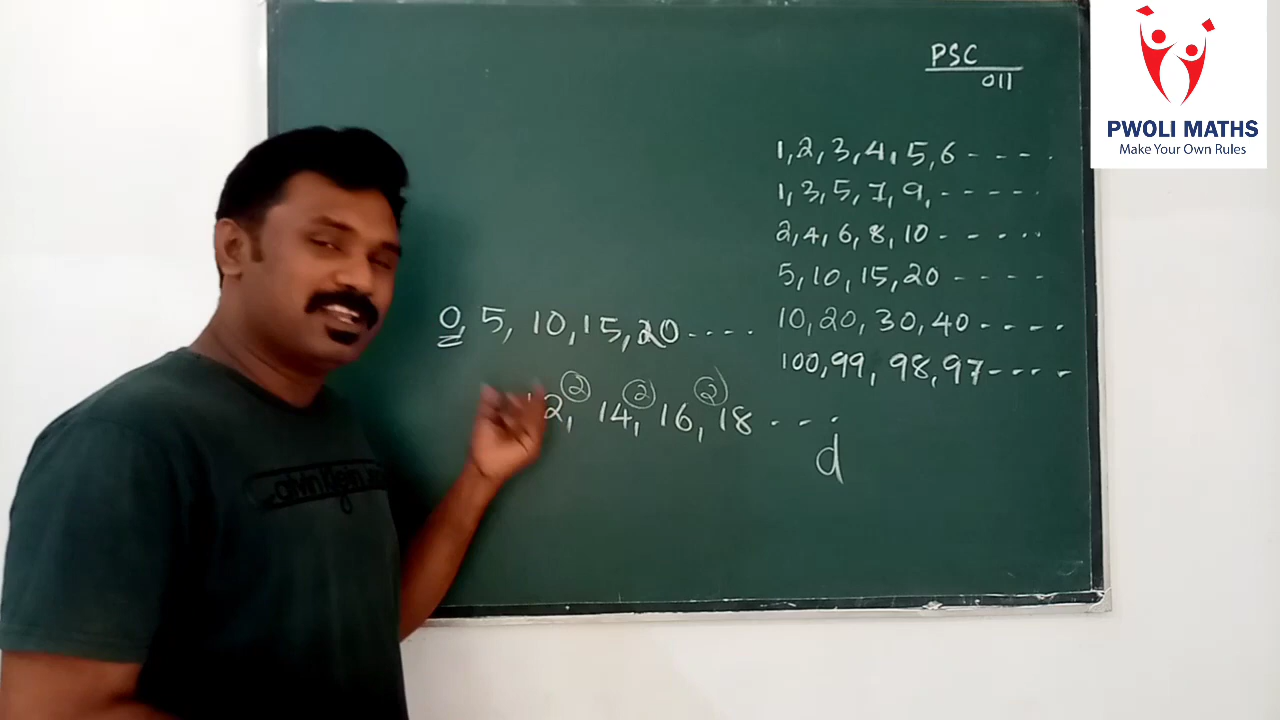 PSC
011
PWOLI MATHS
Make Your Own Rules
1, 2, 3, 4, 5, 6 - - - -
1, 3, 5, 7, 9, - - - - -
2, 4, 6, 8, 10 - - - - -
5, 10, 15, 20 - - - -
10, 20, 30, 40 - - - -
100, 99, 98, 97 - - - -
0, 5, 10, 15, 20 - - - -
2 2 2
12, 14, 16, 18 - - -
d